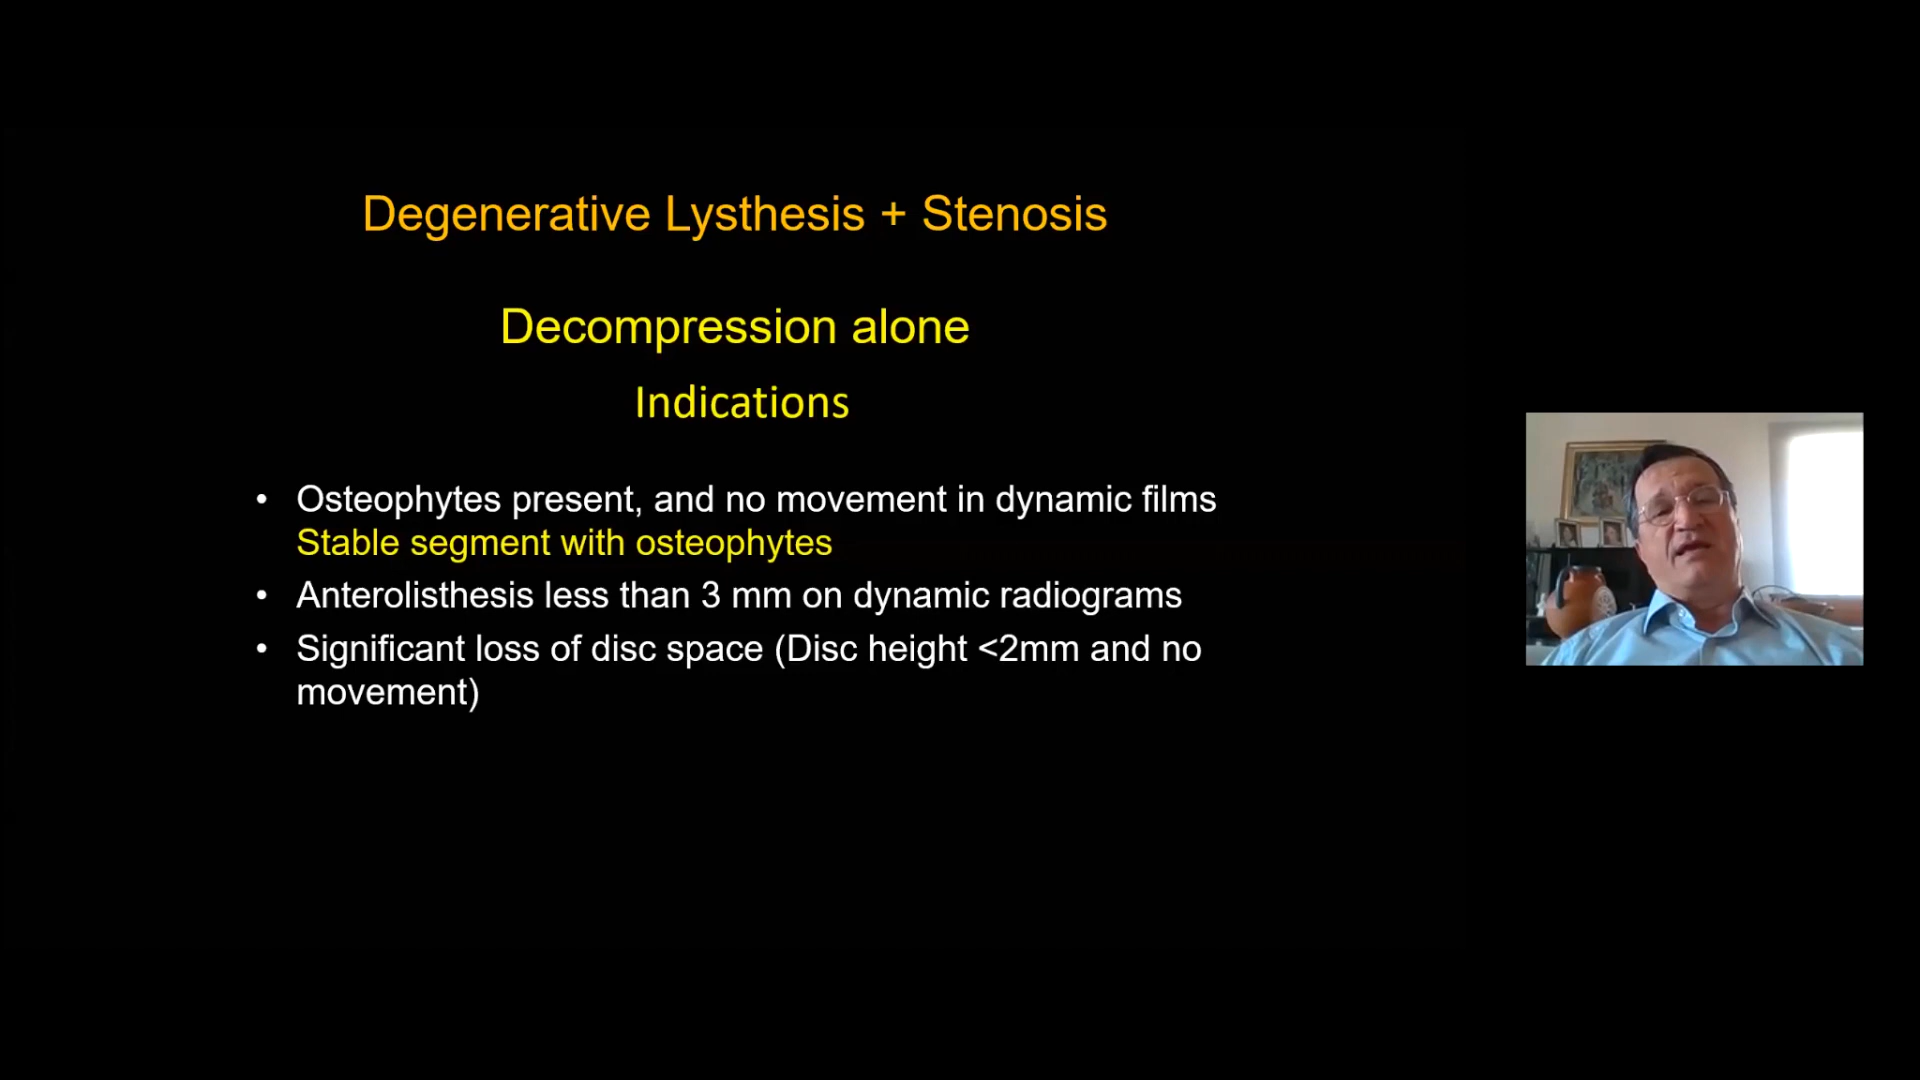 Degenerative Lysthesis + Stenosis
Decompression alone
Indications
• Osteophytes present, and no movement in dynamic films
Stable segment with osteophytes
• Anterolisthesis less than 3 mm on dynamic radiograms
• Significant loss of disc space (Disc height <2mm and no
movement)